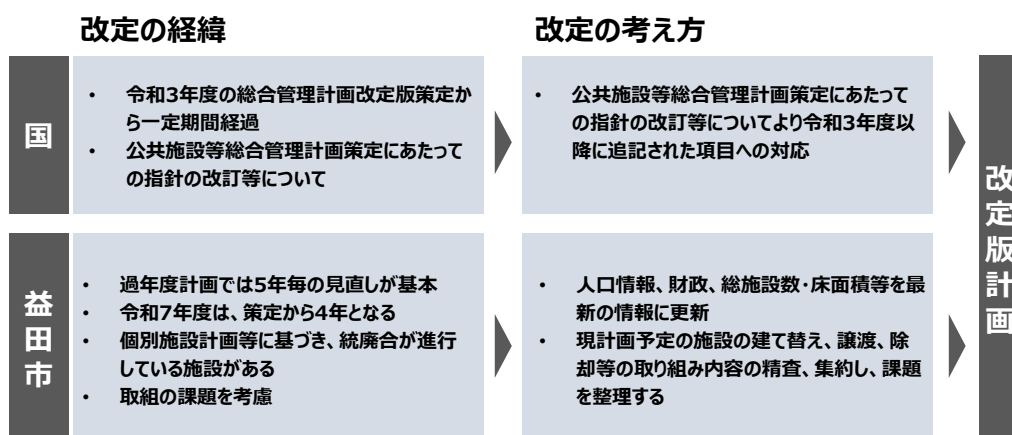 改定の経緯
改定の考え方
国
• 令和3年度の総合管理計画改定版策定か
ら一定期間経過
• 公共施設等総合管理計画策定にあたって
の指針の改訂等について
• 公共施設等総合管理計画策定にあたって
の指針の改訂等についてより令和3年度以
降に追記された項目への対応
益田市
• 過年度計画では5年毎の見直しが基本
• 令和7年度は、策定から4年となる
• 個別施設計画等に基づき、統廃合が進行
している施設がある
• 取組の課題を考慮
• 人口情報、財政、総施設数・床面積等を最
新の情報に更新
• 現計画予定の施設の建て替え、譲渡、除
却等の取り組み内容の精査、集約し、課題
を整理する
改定版計画